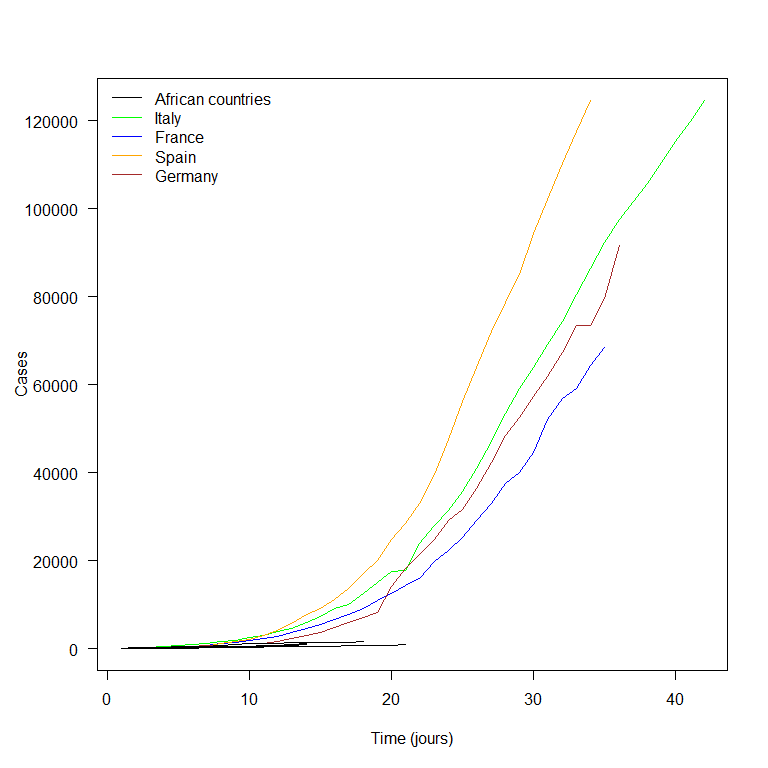 African countries
Italy
France
Spain
Germany
120000
100000
80000
60000
40000
20000
0
Cases
0 10 20 30 40
Time (jours)